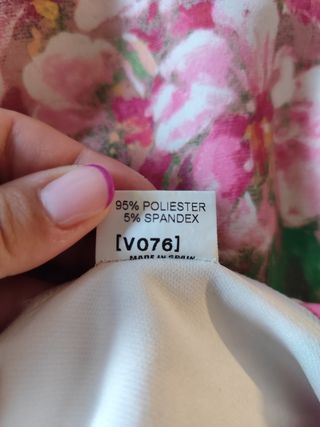 95% POLIESTER
5% SPANDEX
[V076]
MADE IN SPAIN